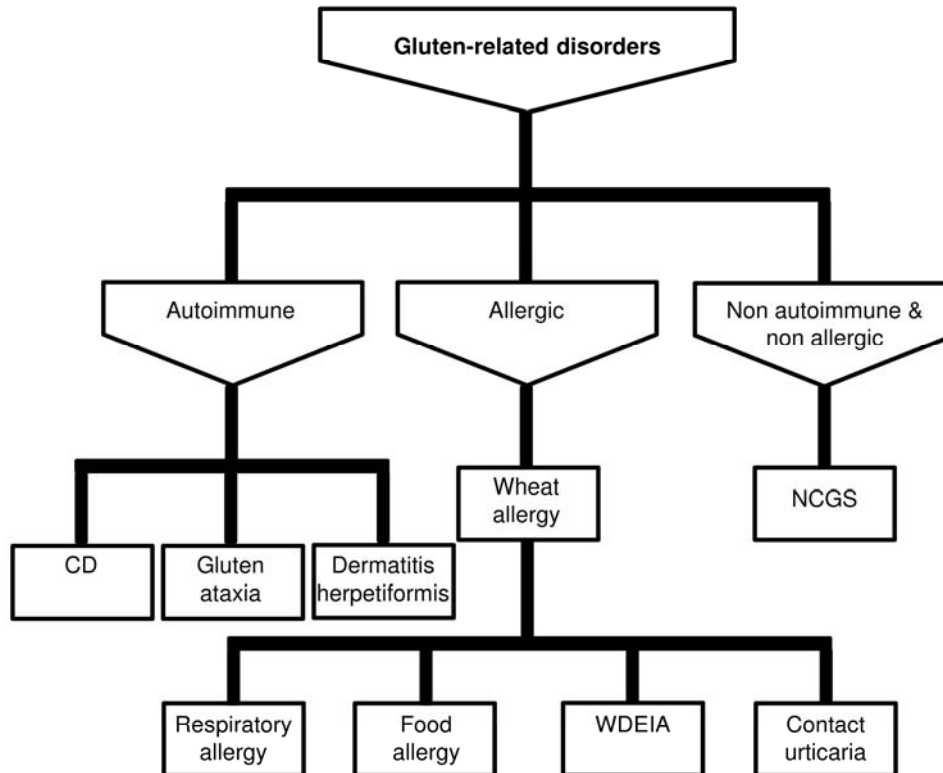 Gluten-related disorders
Autoimmune
Allergic
Non autoimmune &
non allergic
CD
Gluten
ataxia
Dermatitis
herpetiformis
Wheat
allergy
NCGS
Respiratory
allergy
Food
allergy
WDEIA
Contact
urticaria